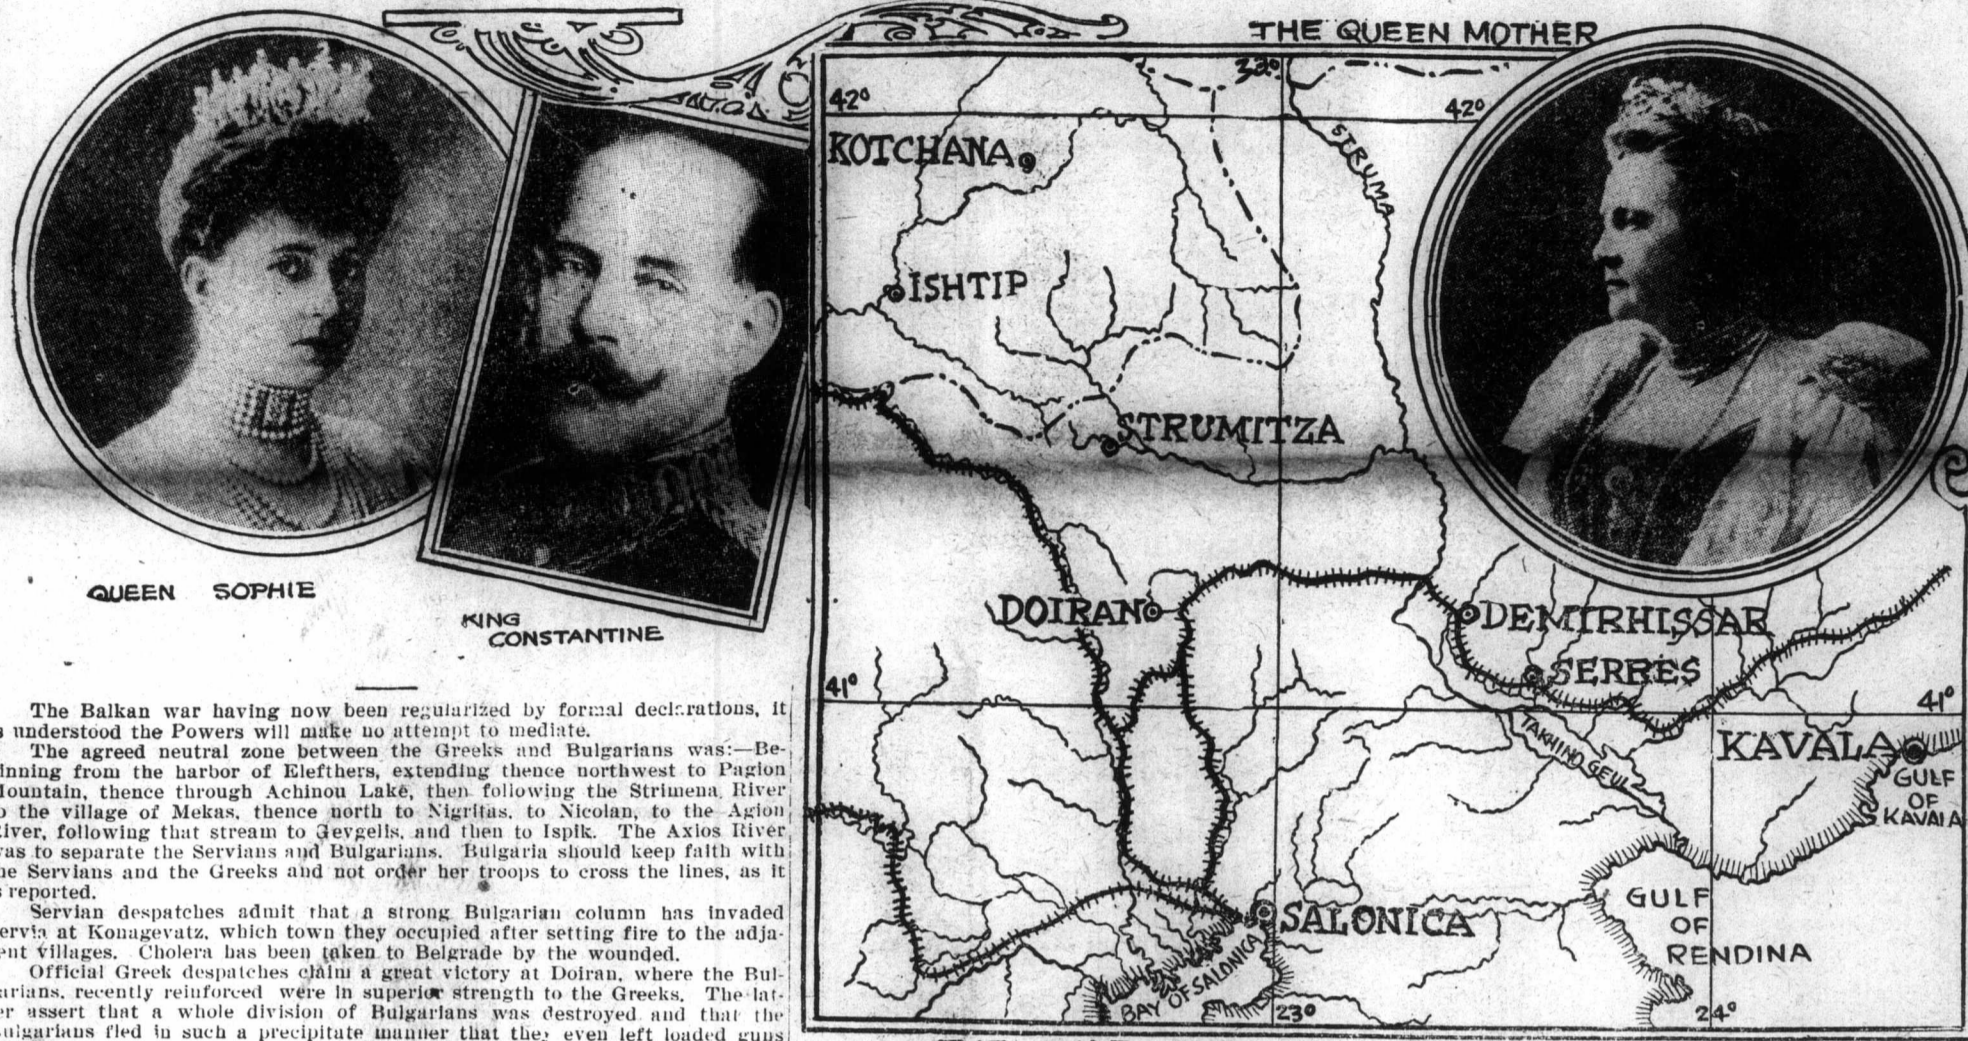 THE QUEEN MOTHER
QUEEN SOPHIE
KING
CONSTANTINE
42° 42°
KOTCHANA
STRUMA
ISHTIP
STRUMITZA
DOIRAN
DEMIRHISSAR
SERRES
41° 41°
TAKHINO GEUL
KAVALA
GULF
OF
KAVALA
SALONICA
GULF
OF
RENDINA
BAY OF SALONICA
23° 24°
The Balkan war having now been regularized by formal declarations, it
understood the Powers will make no attempt to mediate.
The agreed neutral zone between the Greeks and Bulgarians was:—Be-
inning from the harbor of Elefthers, extending thence northwest to Pagion
ountain, thence through Achinou Lake, then following the Strimena River
the village of Mekas, thence north to Nigritas, to Nicolan, to the Agion
iver, following that stream to Gevgelis, and then to Ispik. The Axios River
as to separate the Servians and Bulgarians. Bulgaria should keep faith with
he Servians and the Greeks and not order her troops to cross the lines, as it
reported.
Servian despatches admit that a strong Bulgarian column has invaded
ervia at Konagevatz, which town they occupied after setting fire to the adja-
ent villages. Cholera has been taken to Belgrade by the wounded.
Official Greek despatches claim a great victory at Doiran, where the Bul-
arians, recently reinforced were in superior strength to the Greeks. The lat-
er assert that a whole division of Bulgarians was destroyed and that the
ulgarians fled in such a precipitate manner that they even left loaded guns